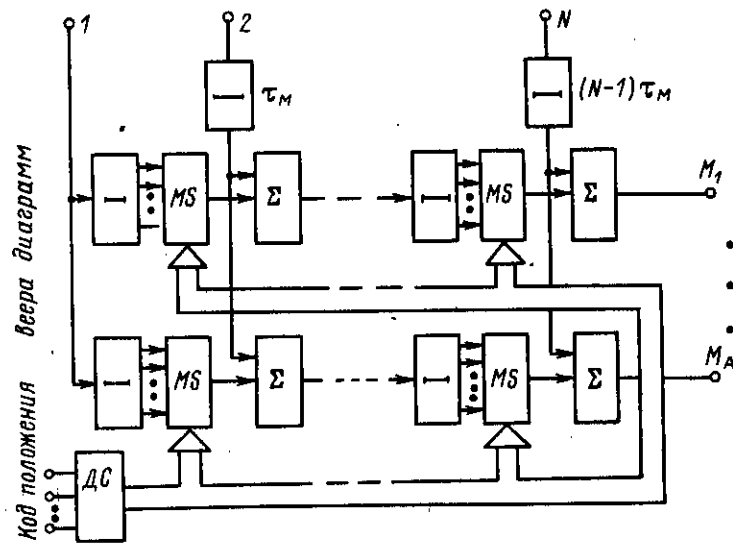 1
2
N
τм
(N-1)τм
MS
Σ
MS
Σ
M1
MS
Σ
MS
Σ
MA
ДС
Код положения веера диаграмм